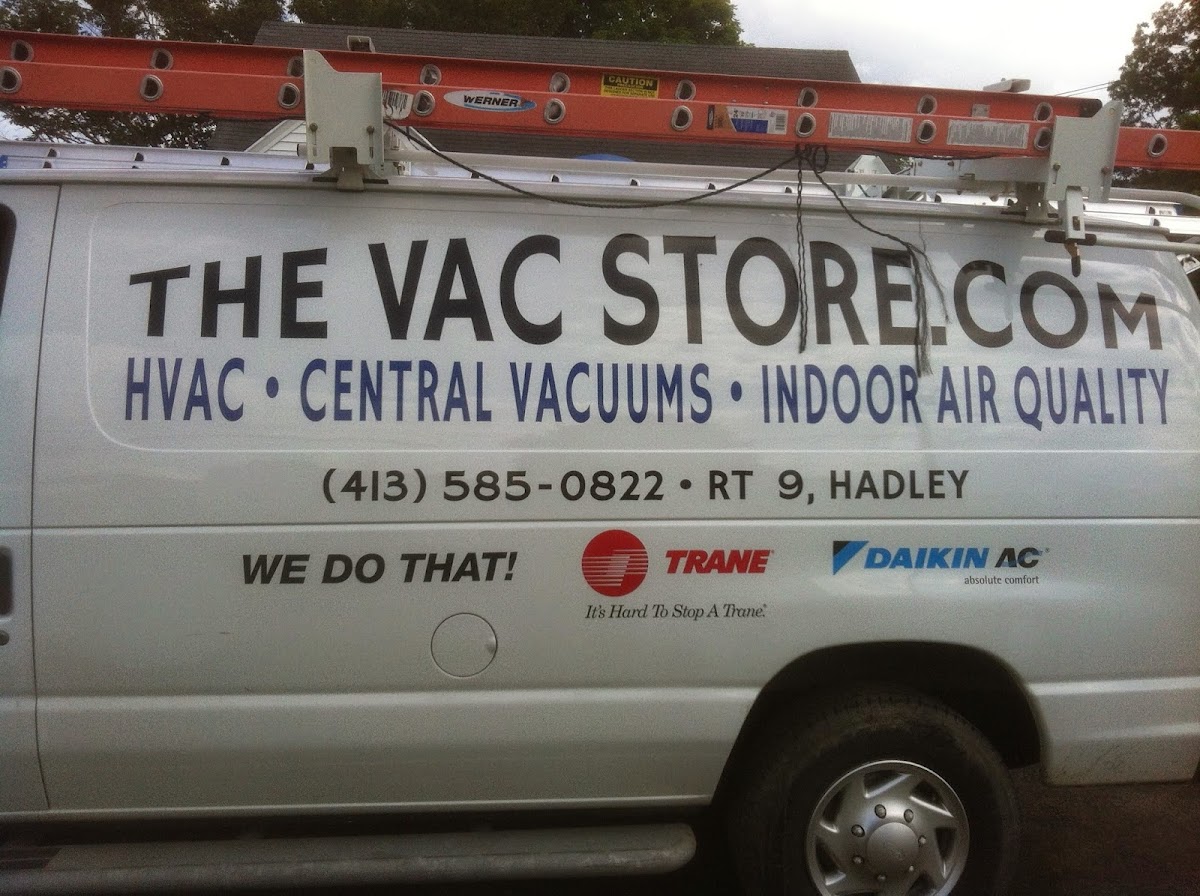 CAUTION
WERNER
THE VAC STORE.COM
HVAC • CENTRAL VACUUMS • INDOOR AIR QUALITY
(413) 585-0822 • RT 9, HADLEY
WE DO THAT!
TRANE®
It's Hard To Stop A Trane.®
DAIKIN AC®
absolute comfort